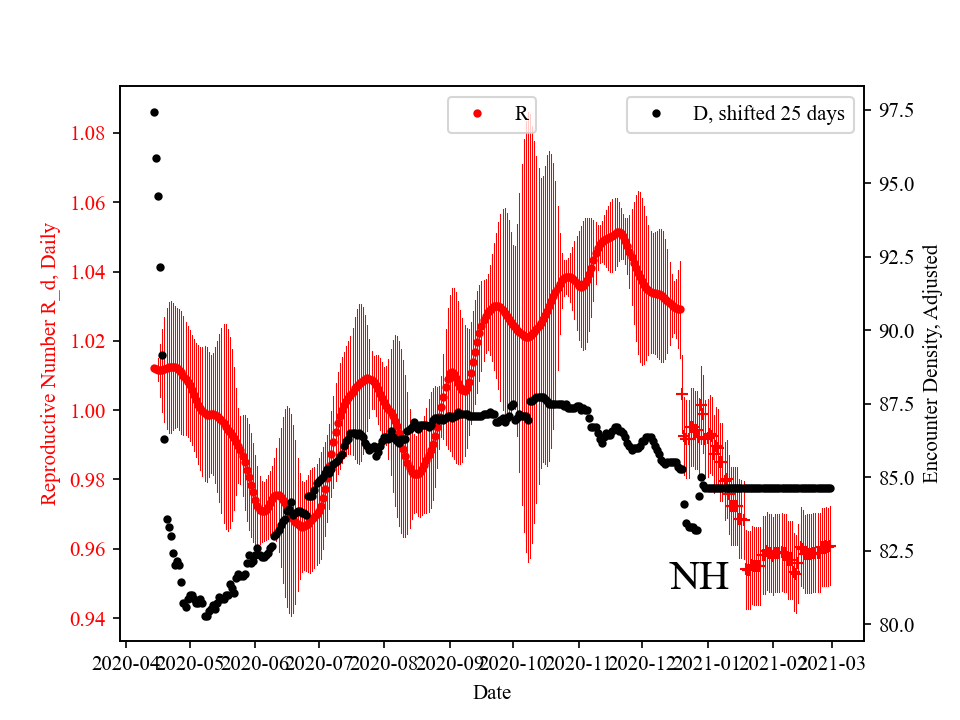 R
D, shifted 25 days
Reproductive Number R_d, Daily
1.08
1.06
1.04
1.02
1.00
0.98
0.96
0.94
97.5
95.0
92.5
90.0
87.5
85.0
82.5
80.0
Encounter Density, Adjusted
NH
2020-04 2020-05 2020-06 2020-07 2020-08 2020-09 2020-10 2020-11 2020-12 2021-01 2021-02 2021-03
Date